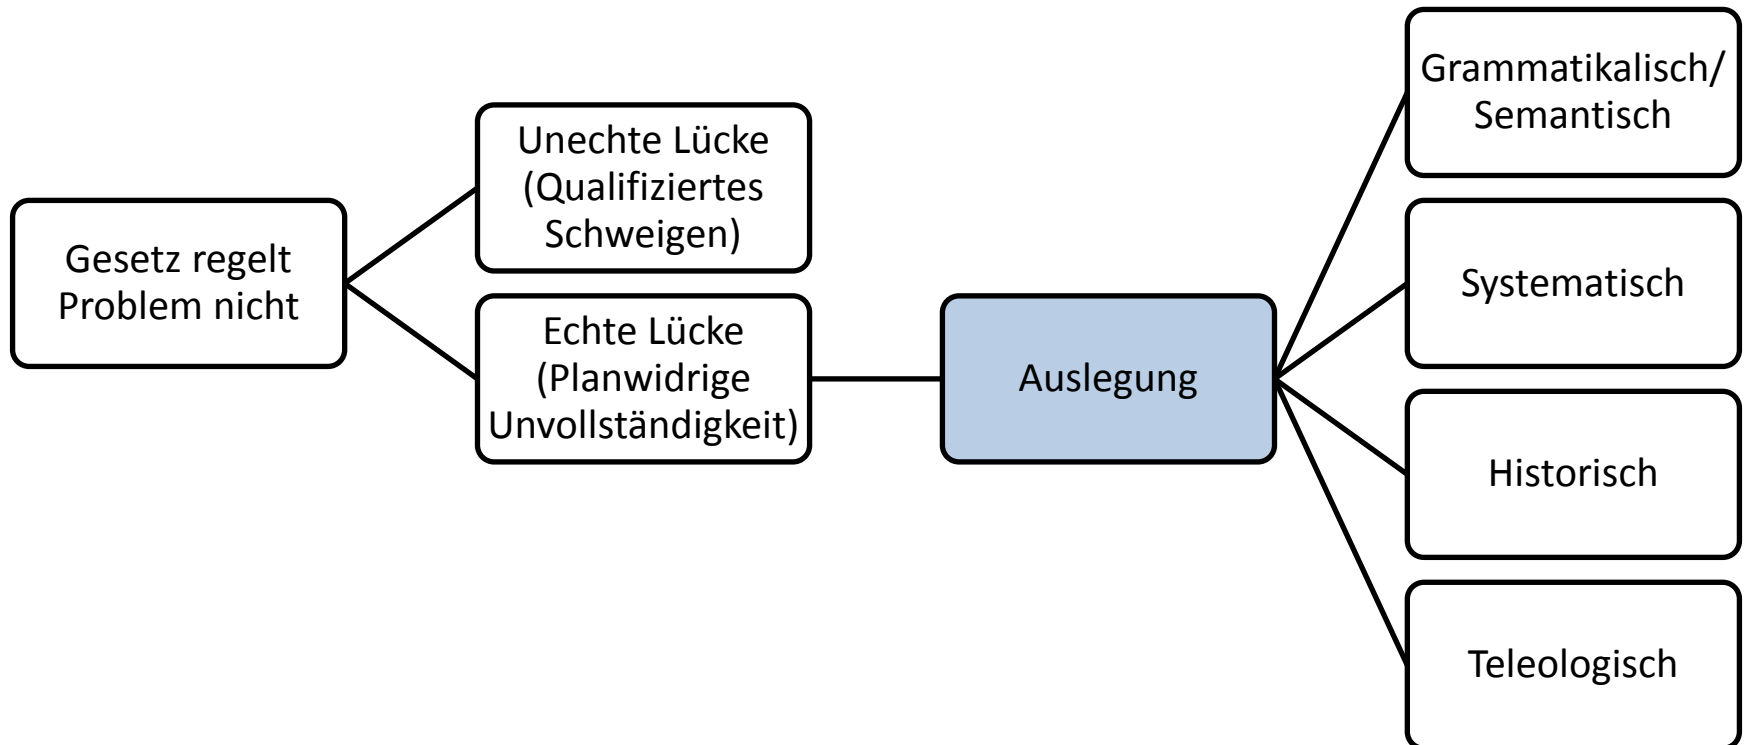 Gesetz regelt
Problem nicht
Unechte Lücke
(Qualifiziertes
Schweigen)
Echte Lücke
(Planwidrige
Unvollständigkeit)
Auslegung
Grammatikalisch/
Semantisch
Systematisch
Historisch
Teleologisch